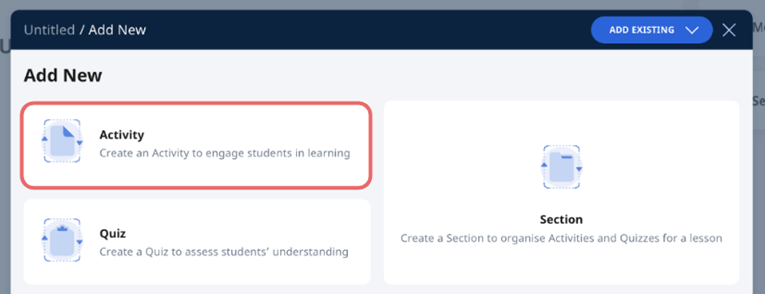 Untitled / Add New
ADD EXISTING
Add New
Activity
Create an Activity to engage students in learning
Quiz
Create a Quiz to assess students' understanding
Section
Create a Section to organise Activities and Quizzes for a lesson